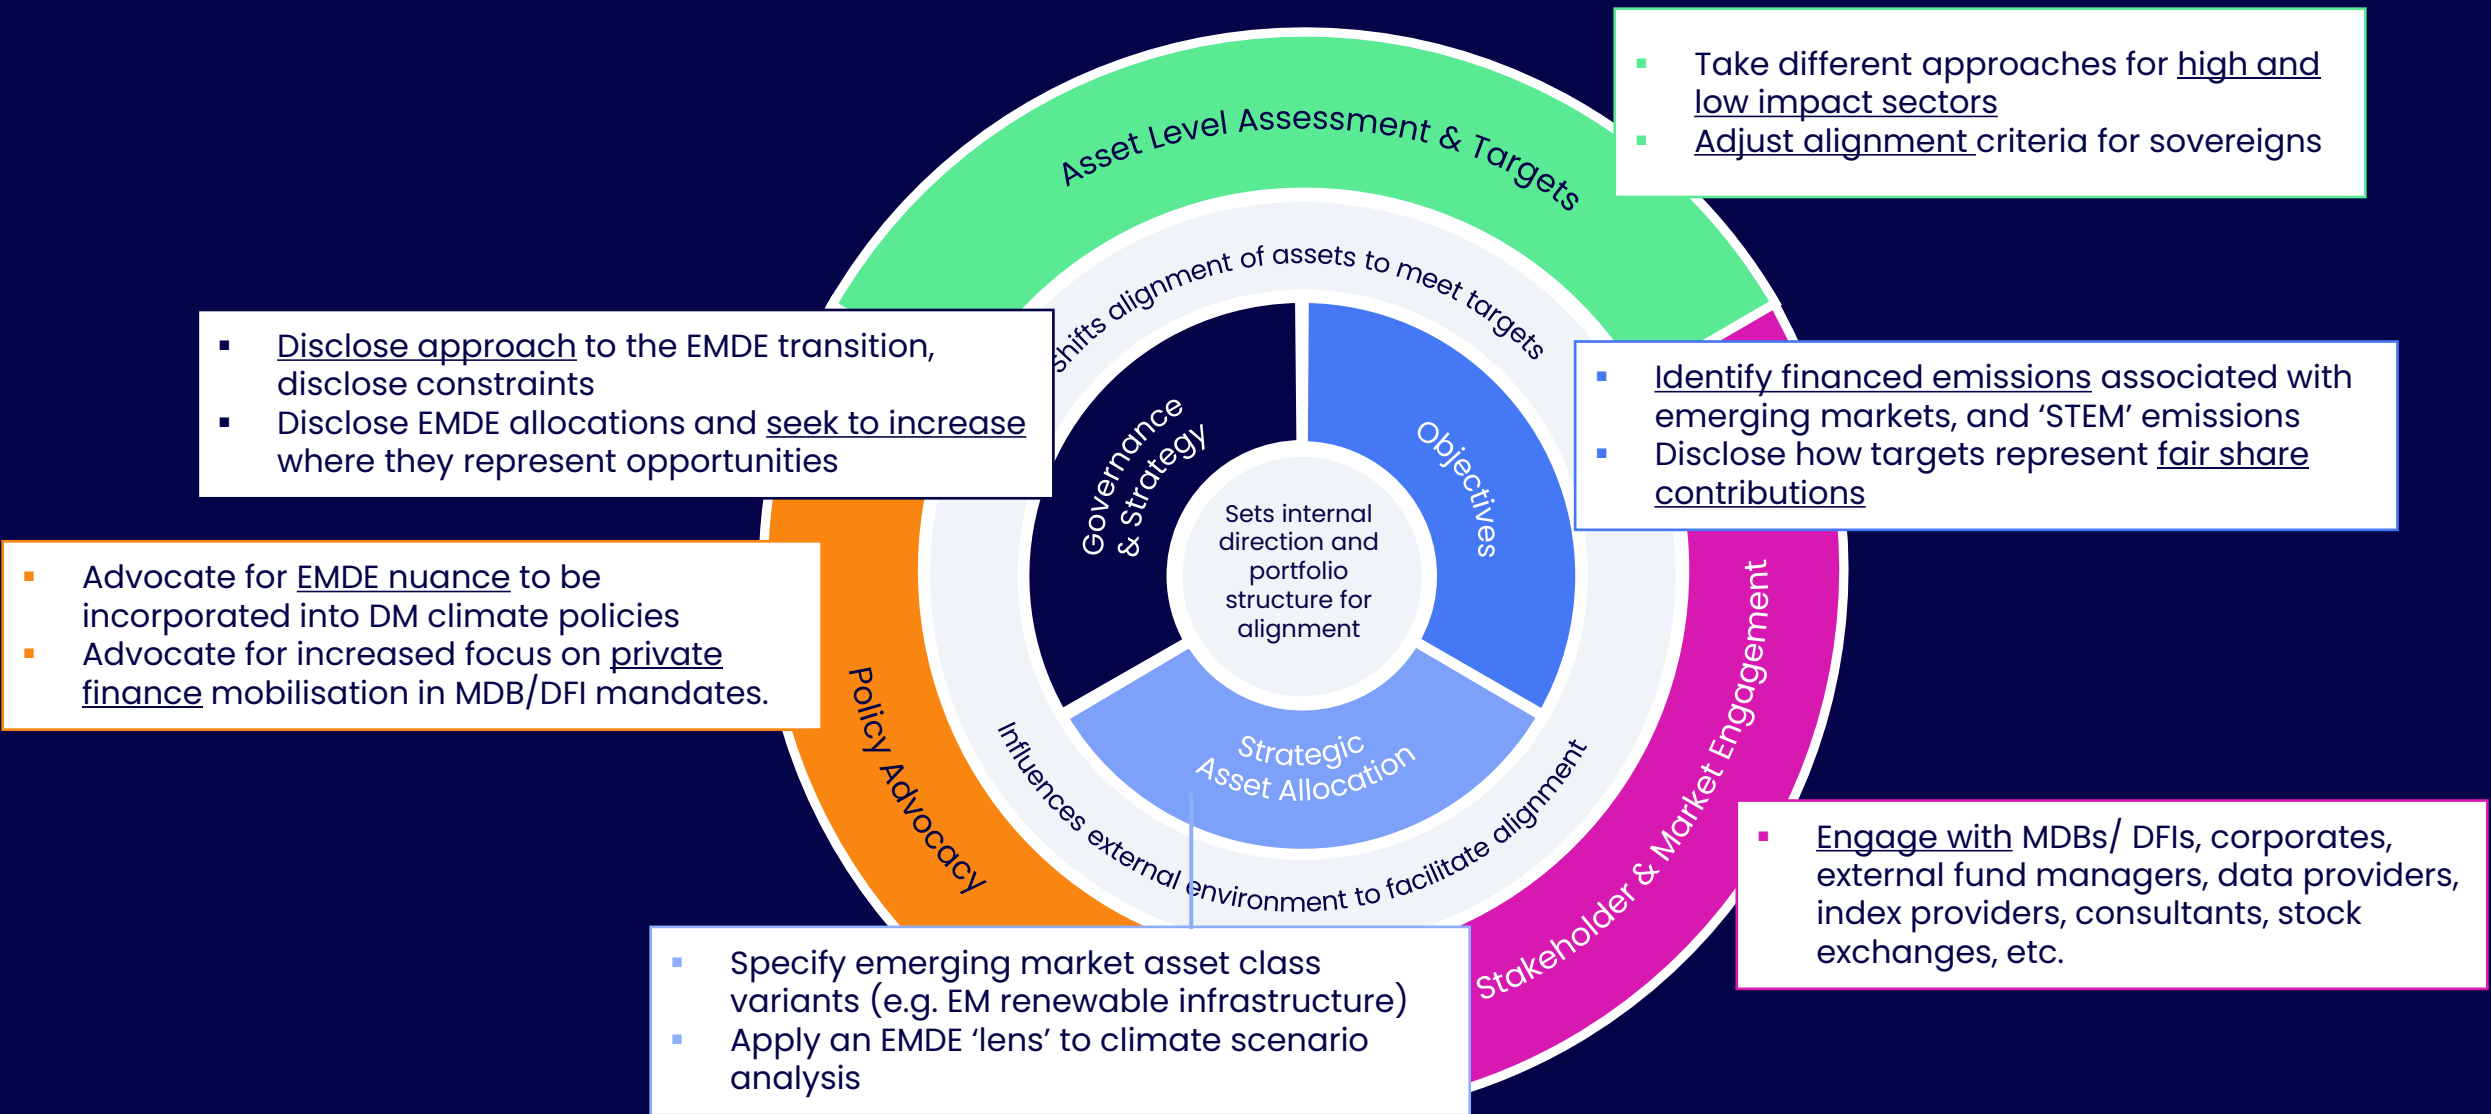 Take different approaches for high and
low impact sectors
Adjust alignment criteria for sovereigns
Asset Level Assessment & Targets
Shifts alignment of assets to meet targets
Disclose approach to the EMDE transition,
disclose constraints
Disclose EMDE allocations and seek to increase
where they represent opportunities
Governance
& Strategy
Objectives
Identify financed emissions associated with
emerging markets, and ‘STEM’ emissions
Disclose how targets represent fair share
contributions
Sets internal
direction and
portfolio
structure for
alignment
Advocate for EMDE nuance to be
incorporated into DM climate policies
Advocate for increased focus on private
finance mobilisation in MDB/DFI mandates.
Policy Advocacy
Strategic
Asset Allocation
Influences external environment to facilitate alignment
Stakeholder & Market Engagement
Engage with MDBs/ DFIs, corporates,
external fund managers, data providers,
index providers, consultants, stock
exchanges, etc.
Specify emerging market asset class
variants (e.g. EM renewable infrastructure)
Apply an EMDE ‘lens’ to climate scenario
analysis